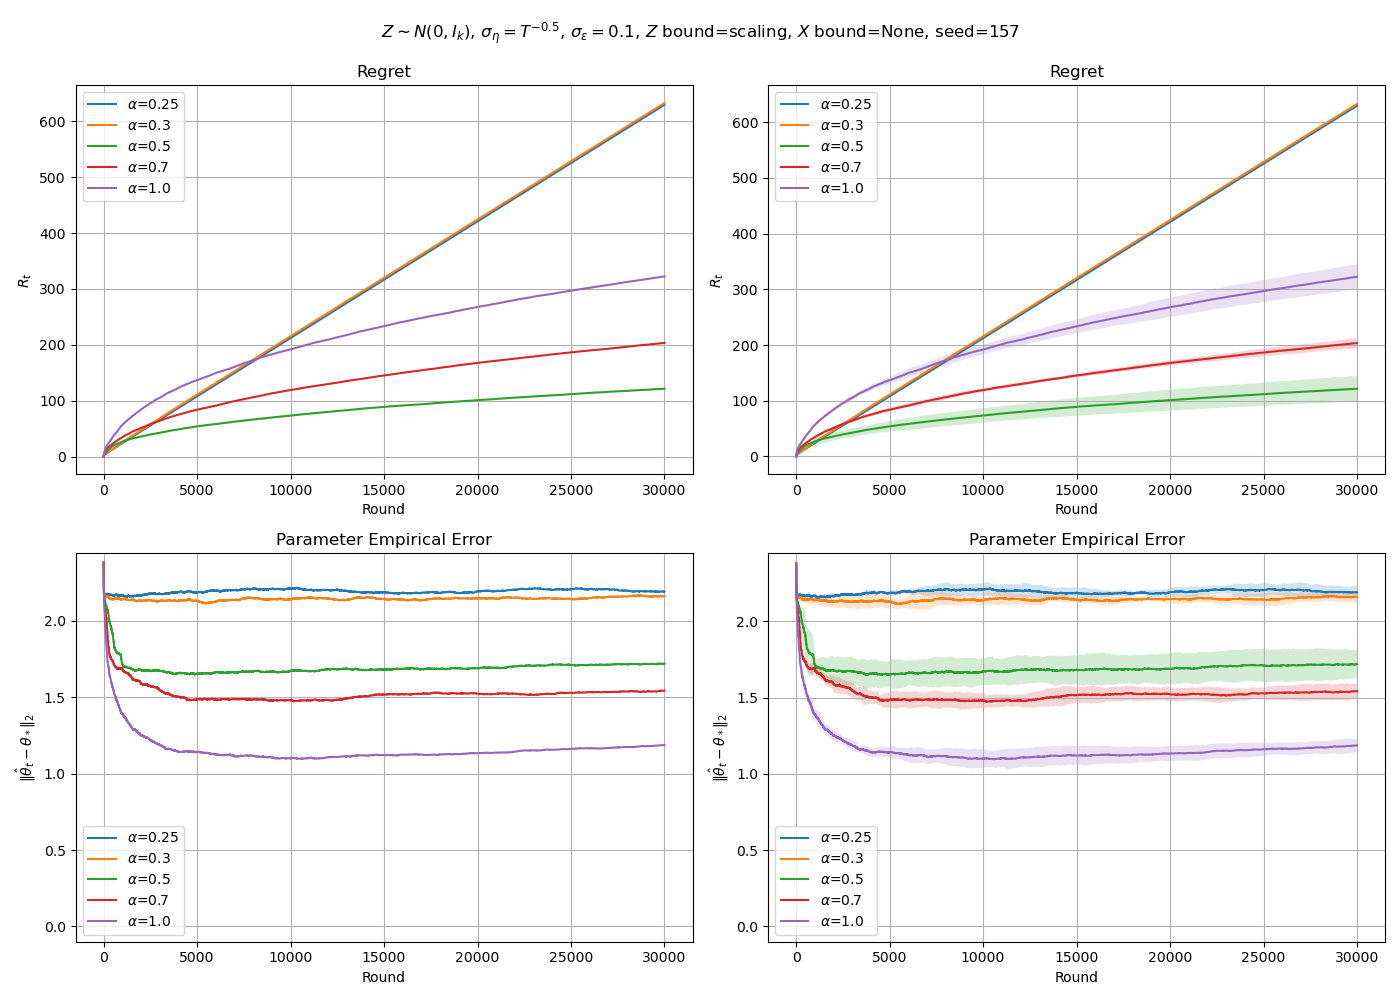 Z ∼ N(0, I_k), σ_η = T^{−0.5}, σ_ε = 0.1, Z bound=scaling, X bound=None, seed=157
Regret
R_t
600
500
400
300
200
100
0
α=0.25
α=0.3
α=0.5
α=0.7
α=1.0
0 5000 10000 15000 20000 25000 30000
Round
Regret
R_t
600
500
400
300
200
100
0
α=0.25
α=0.3
α=0.5
α=0.7
α=1.0
0 5000 10000 15000 20000 25000 30000
Round
Parameter Empirical Error
‖θ̂_t − θ_*‖_2
2.0
1.5
1.0
0.5
0.0
α=0.25
α=0.3
α=0.5
α=0.7
α=1.0
0 5000 10000 15000 20000 25000 30000
Round
Parameter Empirical Error
‖θ̂_t − θ_*‖_2
2.0
1.5
1.0
0.5
0.0
α=0.25
α=0.3
α=0.5
α=0.7
α=1.0
0 5000 10000 15000 20000 25000 30000
Round